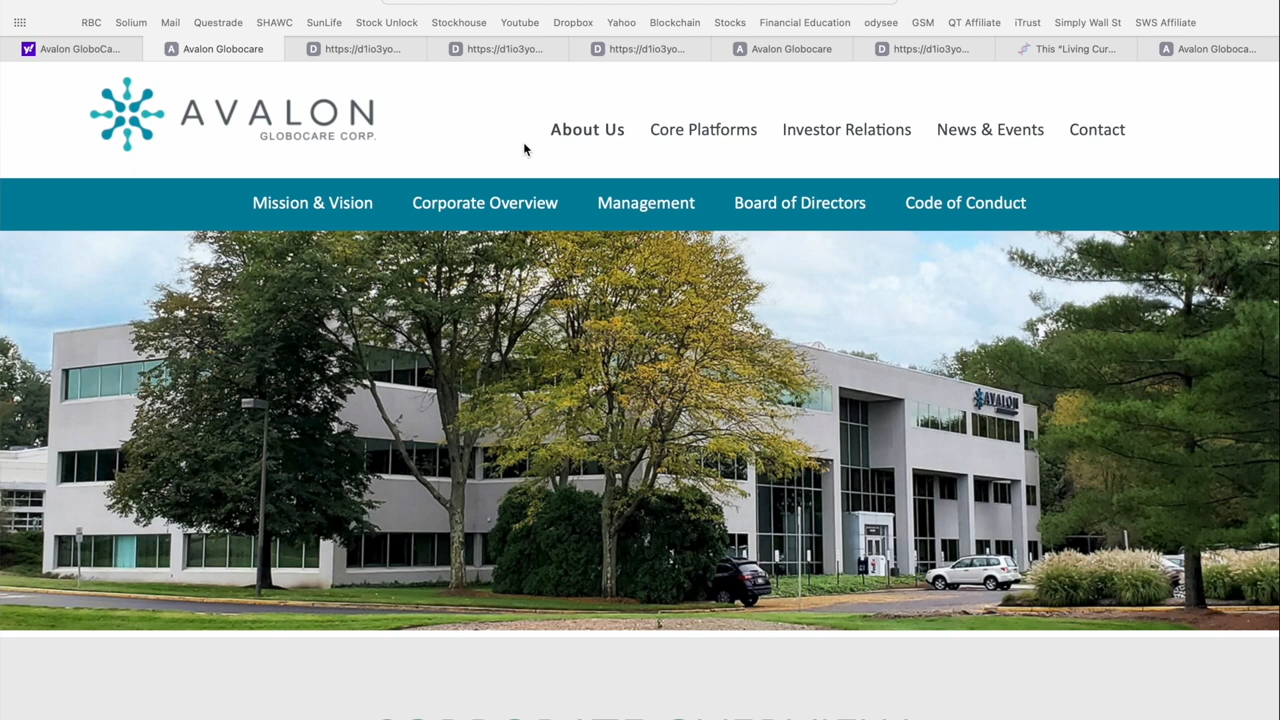 RBC Solium Mail Questrade SHAWC SunLife Stock Unlock Stockhouse Youtube Dropbox Yahoo Blockchain Stocks Financial Education odysee GSM QT Affiliate iTrust Simply Wall St SWS Affiliate
Avalon GloboCa... Avalon Globocare https://d1io3yo... https://d1io3yo... https://d1io3yo... Avalon Globocare https://d1io3yo... This "Living Cur... Avalon Globoca...
AVALON
GLOBOCARE CORP.
About Us Core Platforms Investor Relations News & Events Contact
Mission & Vision Corporate Overview Management Board of Directors Code of Conduct
AVALON
CORPORATE OVERVIEW